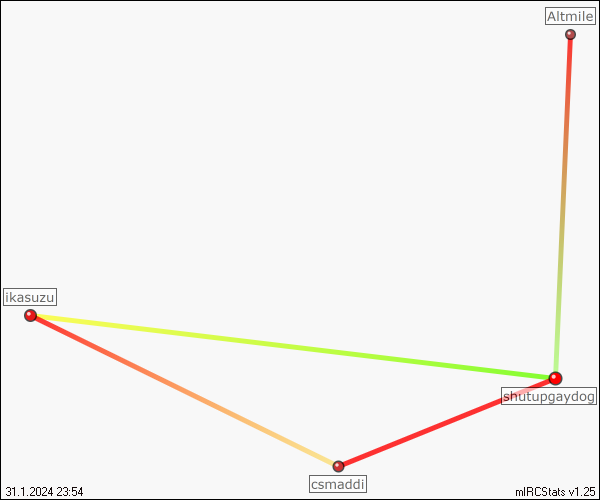 Altmile
ikasuzu
shutupgaydog
csmaddi
31.1.2024 23:54
mIRCStats v1.25